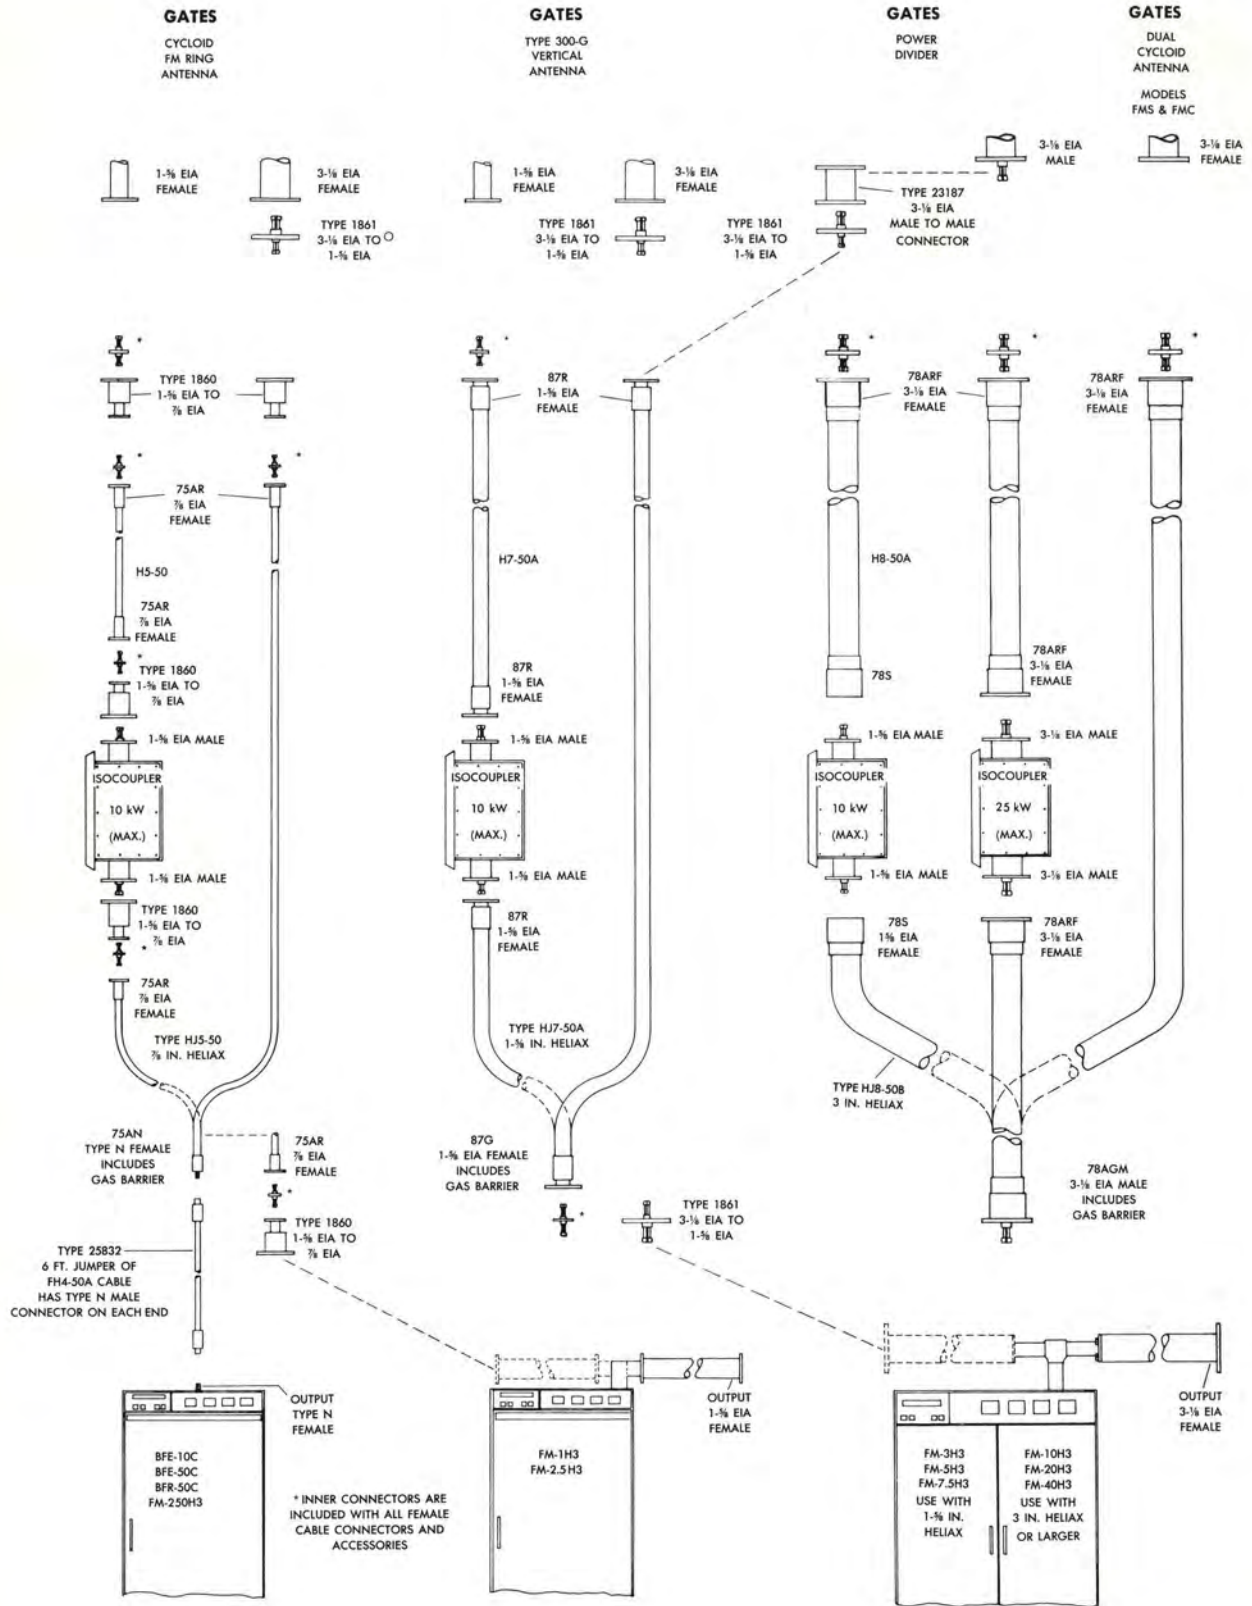 GATES
CYCLOID
FM RING
ANTENNA
GATES
TYPE 300-G
VERTICAL
ANTENNA
GATES
POWER
DIVIDER
GATES
DUAL
CYCLOID
ANTENNA
MODELS
FMS & FMC
1-⅝ EIA
FEMALE
3-⅛ EIA
FEMALE
TYPE 1861
3-⅛ EIA TO
1-⅝ EIA
1-⅝ EIA
FEMALE
3-⅛ EIA
FEMALE
TYPE 1861
3-⅛ EIA TO
1-⅝ EIA
TYPE 1861
3-⅛ EIA TO
1-⅝ EIA
TYPE 23187
3-⅛ EIA
MALE TO MALE
CONNECTOR
3-⅛ EIA
MALE
3-⅛ EIA
FEMALE
*
*
*
*
*
TYPE 1860
1-⅝ EIA TO
⅞ EIA
87R
1-⅝ EIA
FEMALE
78ARF
3-⅛ EIA
FEMALE
78ARF
3-⅛ EIA
FEMALE
*
*
75AR
⅞ EIA
FEMALE
H5-50
H7-50A
H8-50A
75AR
⅞ EIA
FEMALE
*
TYPE 1860
1-⅝ EIA TO
⅞ EIA
87R
1-⅝ EIA
FEMALE
78S
78ARF
3-⅛ EIA
FEMALE
1-⅝ EIA MALE
ISOCOUPLER
10 kW
(MAX.)
1-⅝ EIA MALE
1-⅝ EIA MALE
ISOCOUPLER
10 kW
(MAX.)
1-⅝ EIA MALE
1-⅝ EIA MALE
ISOCOUPLER
10 kW
(MAX.)
1-⅝ EIA MALE
3-⅛ EIA MALE
ISOCOUPLER
25 kW
(MAX.)
3-⅛ EIA MALE
TYPE 1860
1-⅝ EIA TO
⅞ EIA
*
87R
1-⅝ EIA
FEMALE
78S
1⅝ EIA
FEMALE
78ARF
3-⅛ EIA
FEMALE
75AR
⅞ EIA
FEMALE
TYPE HJ5-50
⅞ IN. HELIAX
TYPE HJ7-50A
1-⅝ IN. HELIAX
TYPE HJ8-50B
3 IN. HELIAX
75AN
TYPE N FEMALE
INCLUDES
GAS BARRIER
75AR
⅞ EIA
FEMALE
*
TYPE 1860
1-⅝ EIA TO
⅞ EIA
87G
1-⅝ EIA FEMALE
INCLUDES
GAS BARRIER
*
TYPE 1861
3-⅛ EIA TO
1-⅝ EIA
78AGM
3-⅛ EIA MALE
INCLUDES
GAS BARRIER
TYPE 25832
6 FT. JUMPER OF
FH4-50A CABLE
HAS TYPE N MALE
CONNECTOR ON EACH END
OUTPUT
TYPE N
FEMALE
OUTPUT
1-⅝ EIA
FEMALE
OUTPUT
3-⅛ EIA
FEMALE
BFE-10C
BFE-50C
BFR-50C
FM-250H3
* INNER CONNECTORS ARE
INCLUDED WITH ALL FEMALE
CABLE CONNECTORS AND
ACCESSORIES
FM-1H3
FM-2.5H3
FM-3H3
FM-5H3
FM-7.5H3
USE WITH
1-⅝ IN.
HELIAX
FM-10H3
FM-20H3
FM-40H3
USE WITH
3 IN. HELIAX
OR LARGER